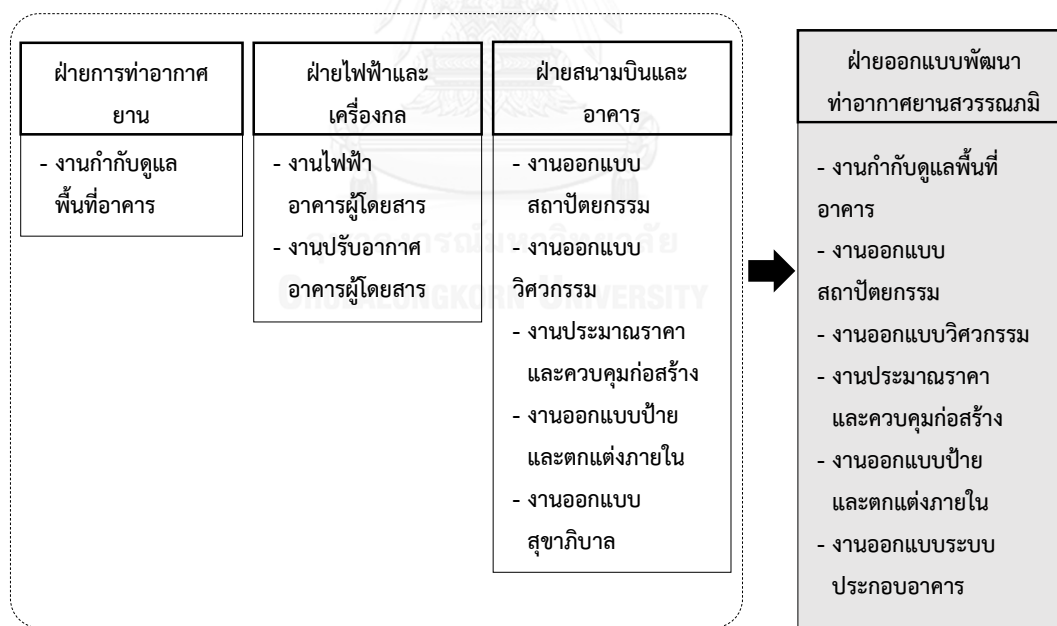 ฝ่ายการท่าอากาศ
ยาน
- งานกำกับดูแล
พื้นที่อาคาร
ฝ่ายไฟฟ้าและ
เครื่องกล
- งานไฟฟ้า
อาคารผู้โดยสาร
- งานปรับอากาศ
อาคารผู้โดยสาร
ฝ่ายสนามบินและ
อาคาร
- งานออกแบบ
สถาปัตยกรรม
- งานออกแบบ
วิศวกรรม
- งานประมาณราคา
และควบคุมก่อสร้าง
- งานออกแบบป้าย
และตกแต่งภายใน
- งานออกแบบ
สุขาภิบาล
ฝ่ายออกแบบพัฒนา
ท่าอากาศยานสุวรรณภูมิ
- งานกำกับดูแลพื้นที่
อาคาร
- งานออกแบบ
สถาปัตยกรรม
- งานออกแบบวิศวกรรม
- งานประมาณราคา
และควบคุมก่อสร้าง
- งานออกแบบป้าย
และตกแต่งภายใน
- งานออกแบบระบบ
ประกอบอาคาร
จุฬาลงกรณ์มหาวิทยาลัย
CHULALONGKORN UNIVERSITY